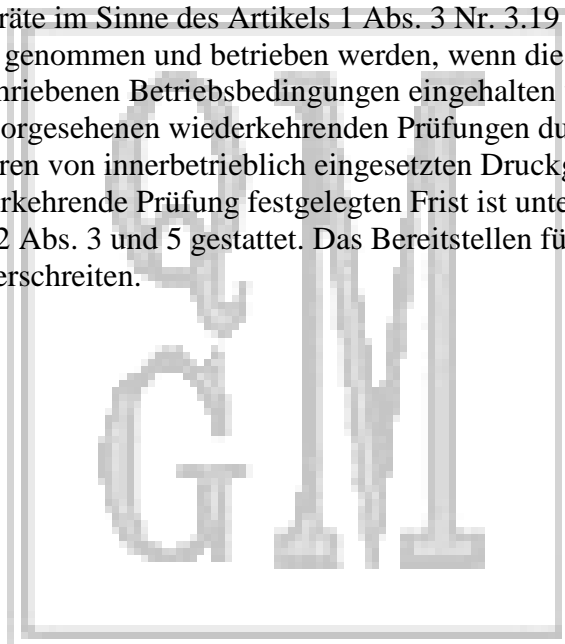 räte im Sinne des Artikels 1 Abs. 3 Nr. 3.19
genommen und betrieben werden, wenn die
hriebenen Betriebsbedingungen eingehalten
orgesehenen wiederkehrenden Prüfungen du
ren von innerbetrieblich eingesetzten Druckg
rkehrende Prüfung festgelegten Frist ist unte
2 Abs. 3 und 5 gestattet. Das Bereitstellen fü
erschreiten.
Q
G
M